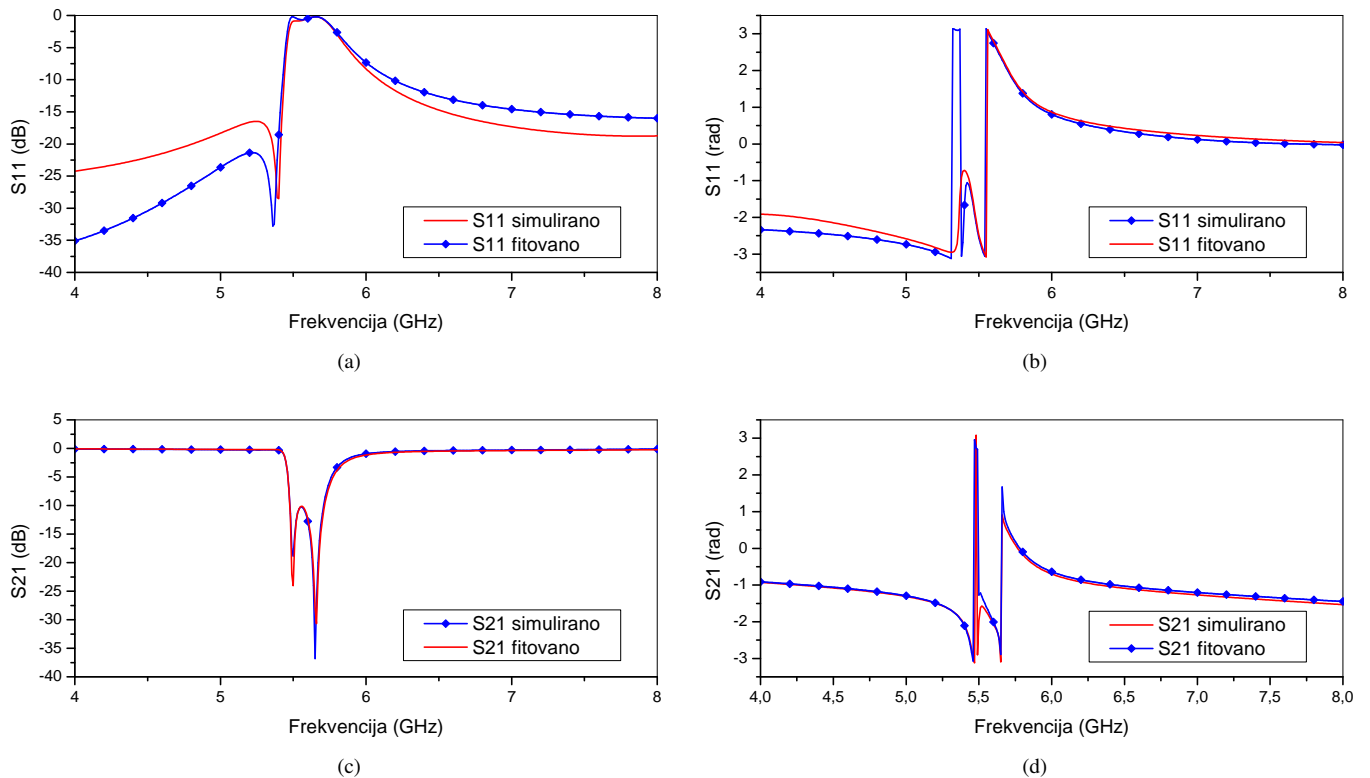 0
-5
-10
-15
-20
-25
-30
-35
-40
S11 (dB)
S11 simulirano
S11 fitovano
4
5
6
7
8
Frekvencija (GHz)
(a)
3
2
1
0
-1
-2
-3
S11 (rad)
S11 simulirano
S11 fitovano
4
5
6
7
8
Frekvencija (GHz)
(b)
5
0
-5
-10
-15
-20
-25
-30
-35
-40
S21 (dB)
S21 simulirano
S21 fitovano
4
5
6
7
8
Frekvencija (GHz)
(c)
3
2
1
0
-1
-2
-3
S21 (rad)
S21 simulirano
S21 fitovano
4,0
4,5
5,0
5,5
6,0
6,5
7,0
7,5
8,0
Frekvencija (GHz)
(d)